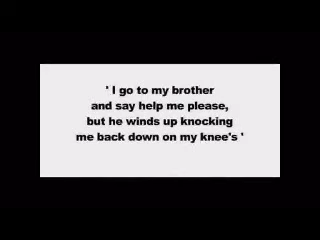 ' I go to my brother
and say help me please,
but he winds up knocking
me back down on my knee's '